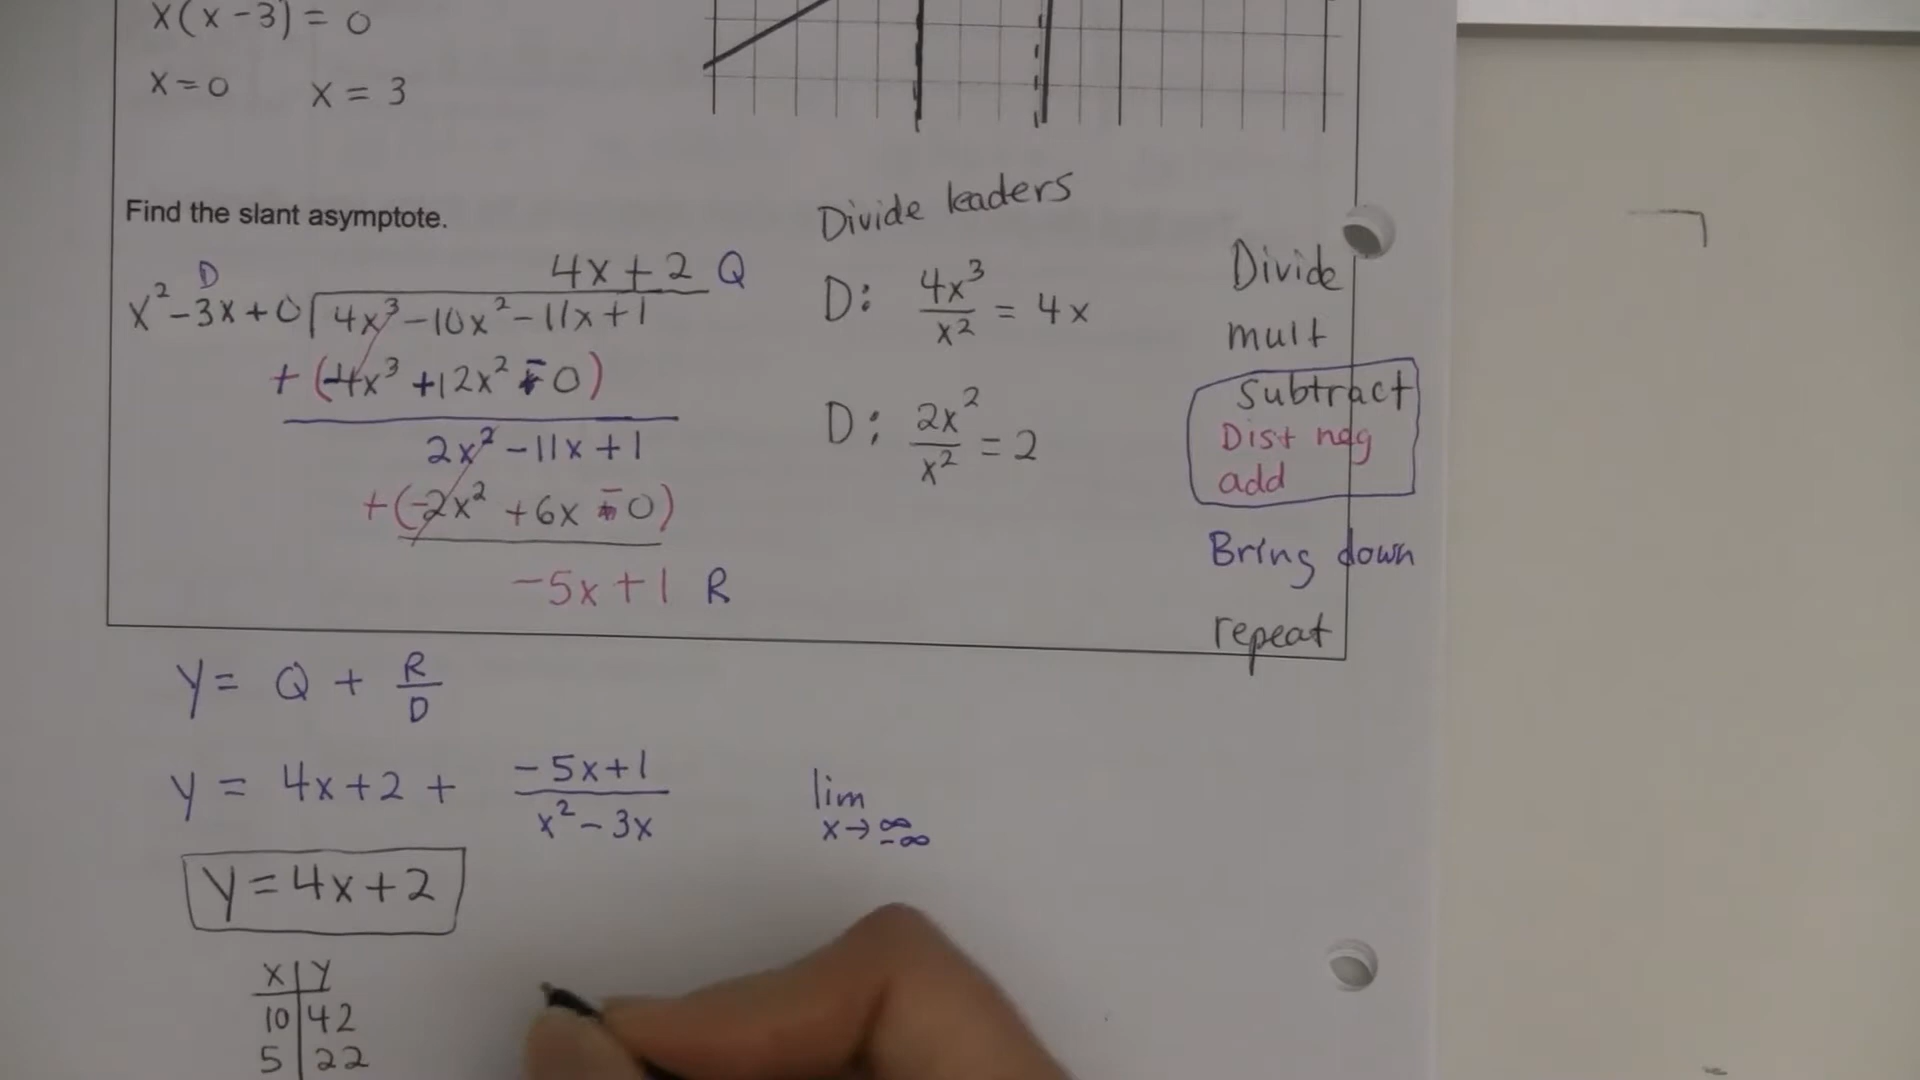 x(x-3) = 0
x=0 x = 3
Find the slant asymptote.
Divide leaders
D
4x+2 Q
x²-3x+0 4x³-10x²-11x+1
+(-4x³+12x²-0)
2x²-11x+1
+(-2x²+6x-0)
-5x+1 R
D: 4x³/x² = 4x
D: 2x²/x² = 2
Divide
mult
Subtract
Dist neg
add
Bring down
repeat
y = Q + R/D
y = 4x+2 + -5x+1/x²-3x
lim
x→∞
-∞
y=4x+2
x|y
10|42
5|22